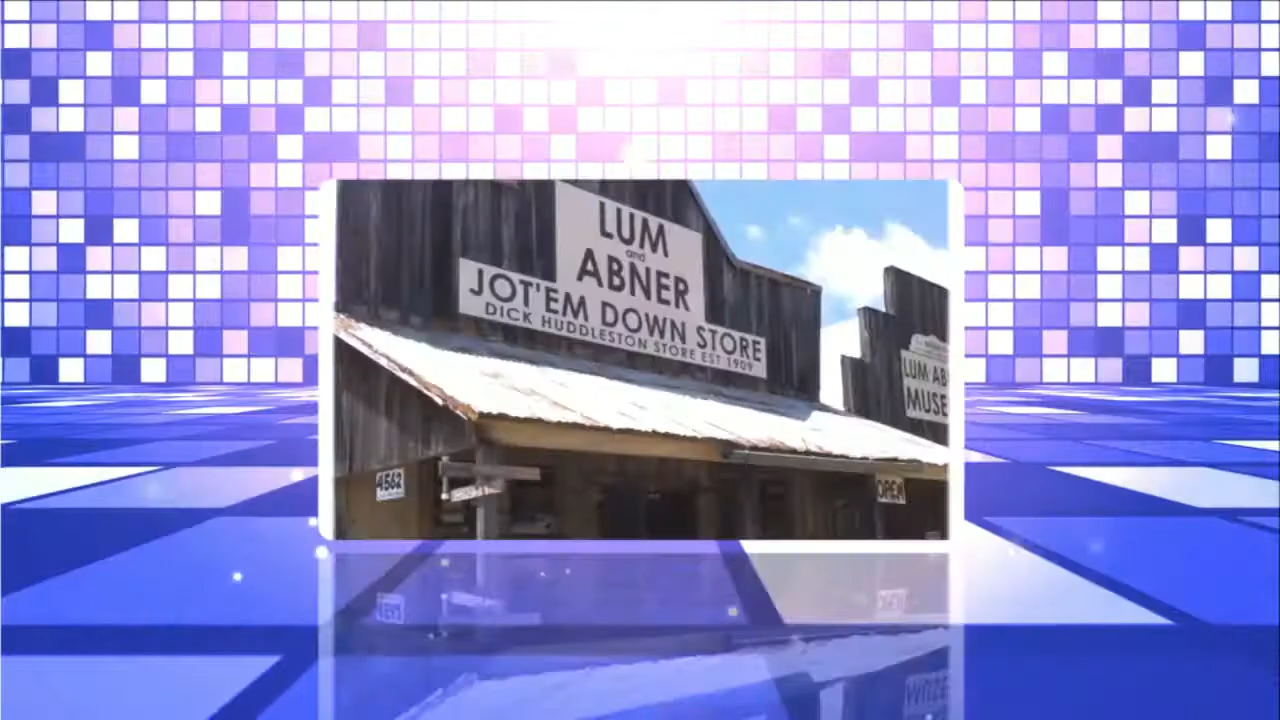 LUM
and
ABNER
JOT'EM DOWN STORE
DICK HUDDLESTON STORE EST 1909
LUM AB
MUSE
4562
OPEN